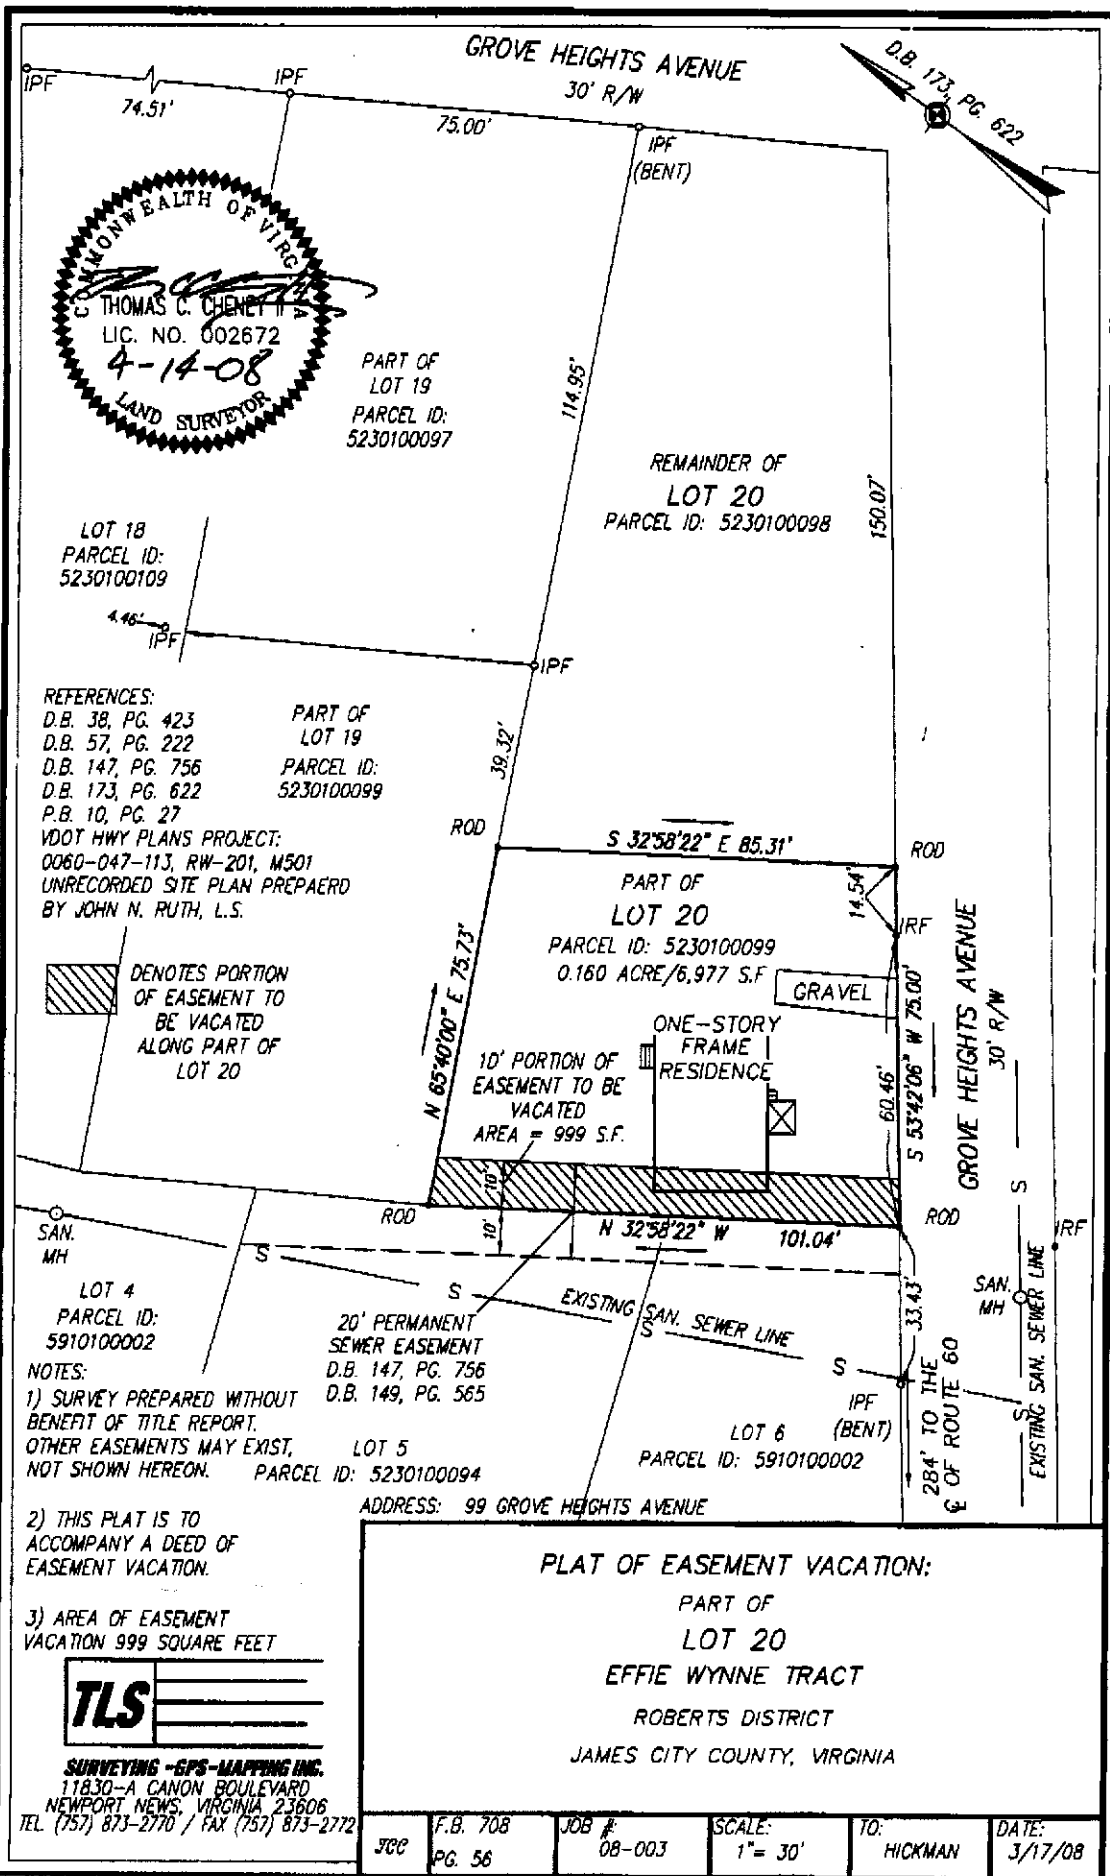 GROVE HEIGHTS AVENUE
30' R/W
D.B. 173, PG. 622
IPF
74.51'
IPF
75.00'
IPF
(BENT)
COMMONWEALTH OF VIRGINIA
THOMAS C. CHENEY II
LIC. NO. 002672
4-14-08
LAND SURVEYOR
PART OF
LOT 19
PARCEL ID:
5230100097
114.95'
REMAINDER OF
LOT 20
PARCEL ID: 5230100098
150.07'
LOT 18
PARCEL ID:
5230100109
4.46'
IPF
IPF
REFERENCES:
D.B. 38, PG. 423
D.B. 57, PG. 222
D.B. 147, PG. 756
D.B. 173, PG. 622
P.B. 10, PG. 27
VDOT HWY PLANS PROJECT:
0060-047-113, RW-201, M501
UNRECORDED SITE PLAN PREPAERD
BY JOHN N. RUTH, L.S.
PART OF
LOT 19
PARCEL ID:
5230100099
39.32'
ROD
S 32°58'22" E 85.31'
ROD
PART OF
LOT 20
PARCEL ID: 5230100099
0.160 ACRE/6,977 S.F.
14.54'
IRF
GRAVEL
DENOTES PORTION
OF EASEMENT TO
BE VACATED
ALONG PART OF
LOT 20
N 65°40'00" E 75.73'
10' PORTION OF
EASEMENT TO BE
VACATED
AREA = 999 S.F.
ONE-STORY
FRAME
RESIDENCE
60.46'
S 53°42'06" W 75.00'
GROVE HEIGHTS AVENUE
30' R/W
10'
10'
ROD
N 32°58'22" W 101.04'
ROD
S
IRF
SAN.
MH
S
S
EXISTING SAN. SEWER LINE
S
S
33.43'
SAN.
MH
EXISTING SAN. SEWER LINE
S
LOT 4
PARCEL ID:
5910100002
20' PERMANENT
SEWER EASEMENT
D.B. 147, PG. 756
D.B. 149, PG. 565
IPF
(BENT)
284' TO THE
℄ OF ROUTE 60
NOTES:
1) SURVEY PREPARED WITHOUT
BENEFIT OF TITLE REPORT.
OTHER EASEMENTS MAY EXIST,
NOT SHOWN HEREON.
LOT 5
PARCEL ID: 5230100094
LOT 6
PARCEL ID: 5910100002
2) THIS PLAT IS TO
ACCOMPANY A DEED OF
EASEMENT VACATION.
3) AREA OF EASEMENT
VACATION 999 SQUARE FEET
ADDRESS: 99 GROVE HEIGHTS AVENUE
PLAT OF EASEMENT VACATION:
PART OF
LOT 20
EFFIE WYNNE TRACT
ROBERTS DISTRICT
JAMES CITY COUNTY, VIRGINIA
TLS
SURVEYING-GPS-MAPPING INC.
11830-A CANON BOULEVARD
NEWPORT NEWS, VIRGINIA 23606
TEL (757) 873-2770 / FAX (757) 873-2772
JCC
F.B. 708
PG. 56
JOB #:
08-003
SCALE:
1"= 30'
TO:
HICKMAN
DATE:
3/17/08